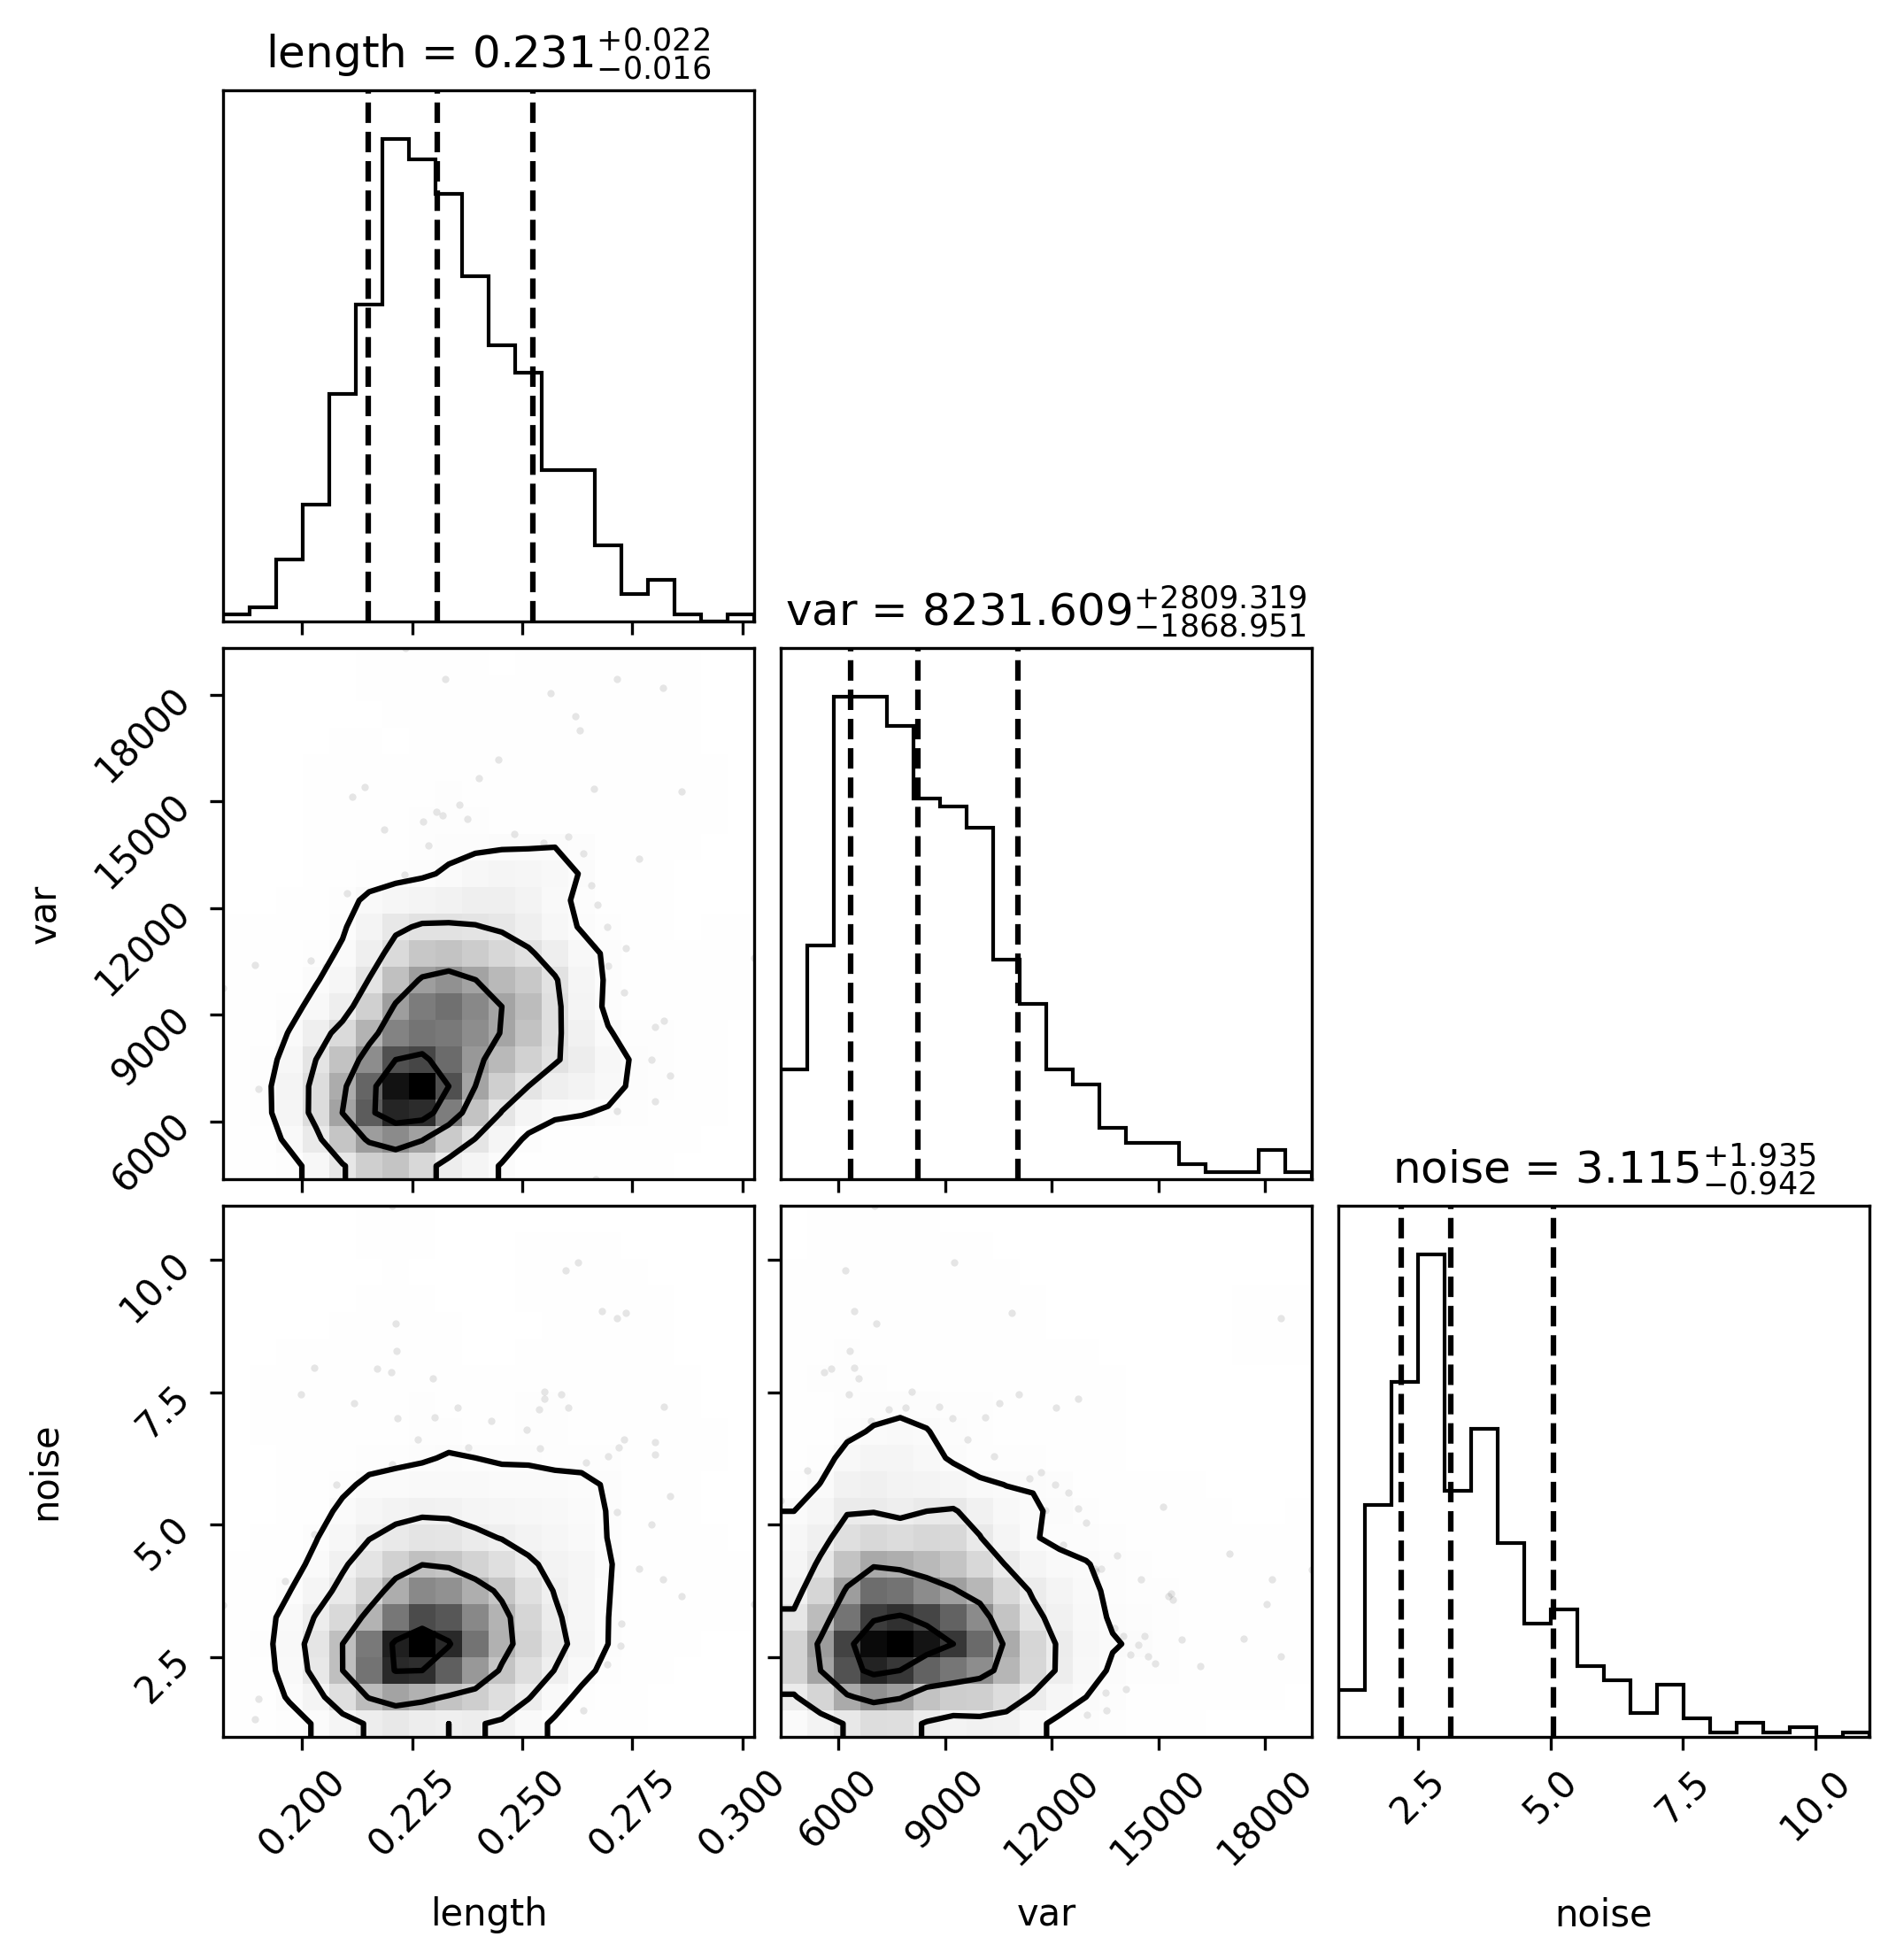 length = 0.231 +0.022 −0.016
var = 8231.609 +2809.319 −1868.951
18000
15000
12000
9000
6000
var
noise = 3.115 +1.935 −0.942
10.0
7.5
5.0
2.5
noise
0.200 0.225 0.250 0.275 0.300 6000 9000 12000 15000 18000 2.5 5.0 7.5 10.0
length var noise